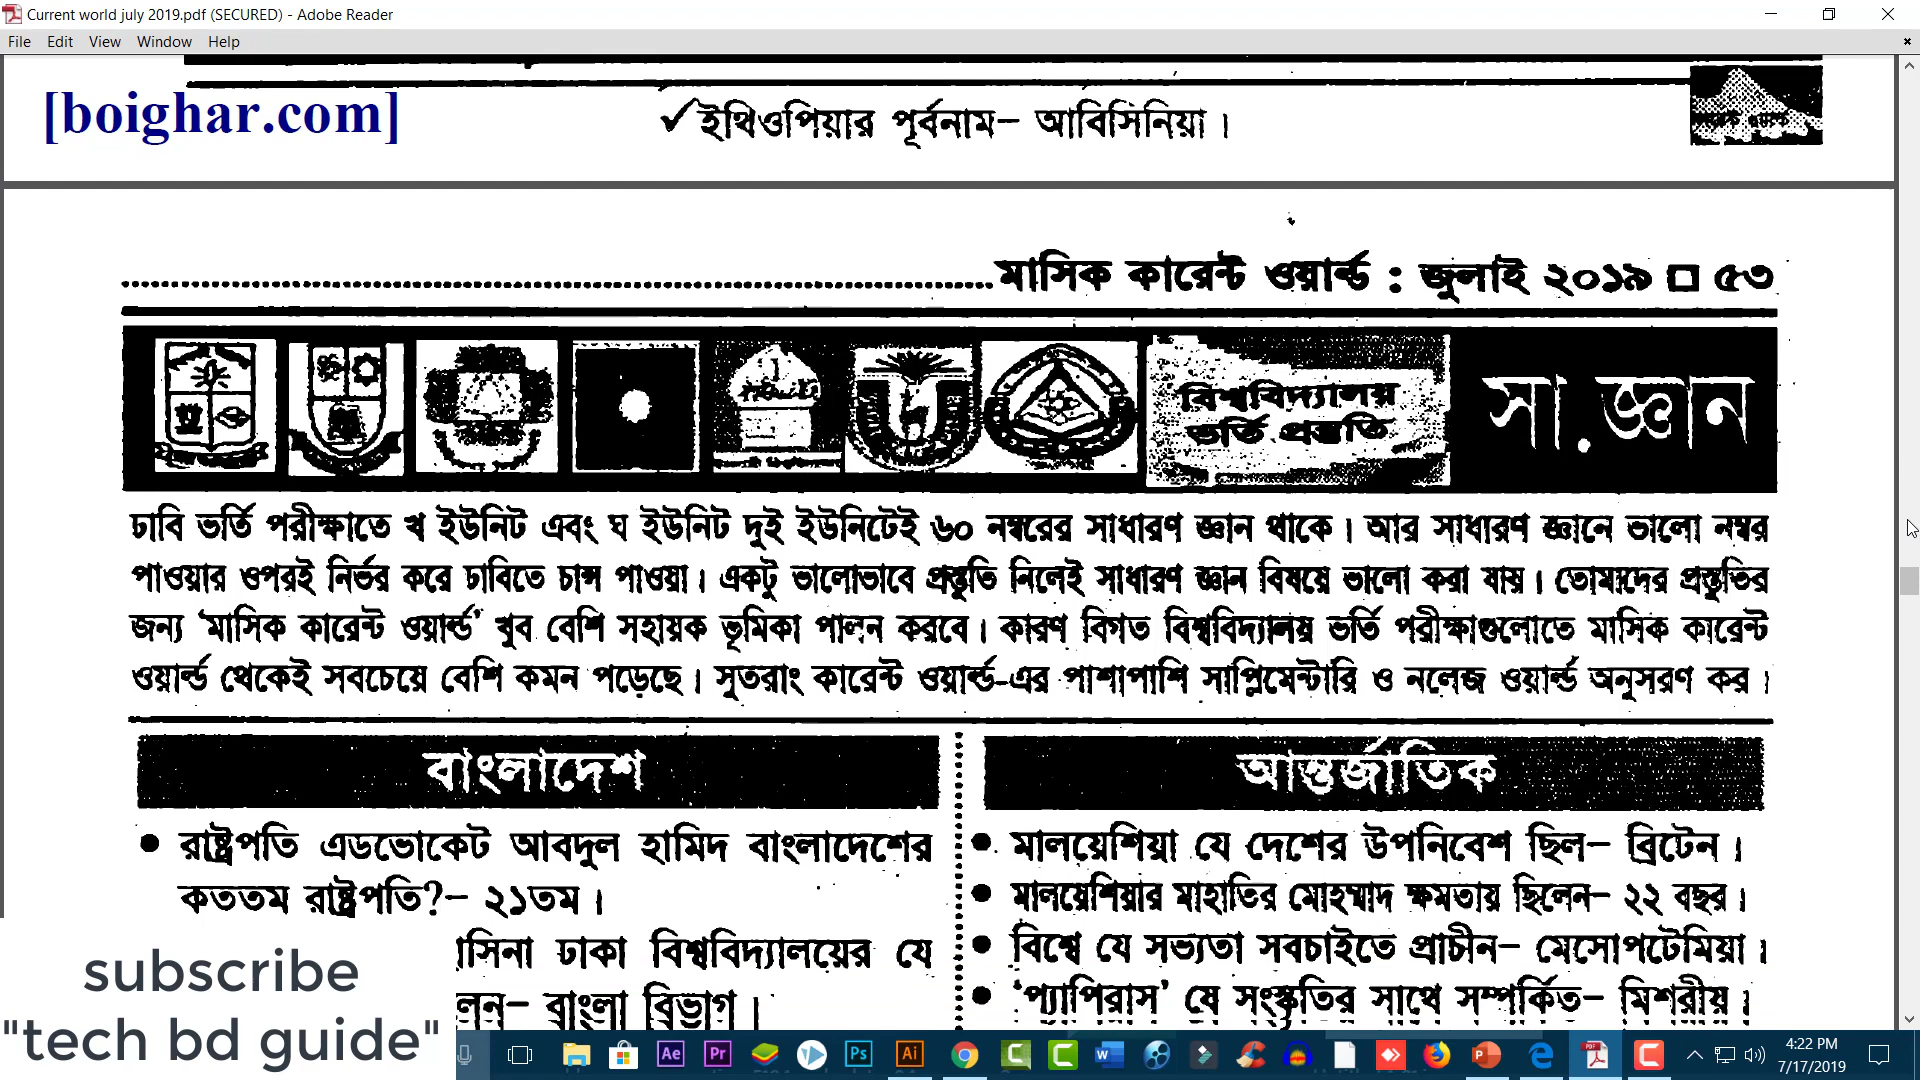 Current world july 2019.pdf (SECURED) - Adobe Reader
File Edit View Window Help
[boighar.com]
✓ইথিওপিয়ার পূর্বনাম– আবিসিনিয়া।
মাসিক কারেন্ট ওয়ার্ল্ড : জুলাই ২০১৯ □ ৫৩
বিশ্ববিদ্যালয়
ভর্তি প্রস্তুতি
সা.জ্ঞান
ঢাবি ভর্তি পরীক্ষাতে খ ইউনিট এবং ঘ ইউনিট দুই ইউনিটেই ৬০ নম্বরের সাধারণ জ্ঞান থাকে। আর সাধারণ জ্ঞানে ভালো নম্বর
পাওয়ার ওপরই নির্ভর করে ঢাবিতে চান্স পাওয়া। একটু ভালোভাবে প্রস্তুতি নিলেই সাধারণ জ্ঞান বিষয়ে ভালো করা যায়। তোমাদের প্রস্তুতির
জন্য ‘মাসিক কারেন্ট ওয়ার্ল্ড’ খুব বেশি সহায়ক ভূমিকা পালন করবে। কারণ বিগত বিশ্ববিদ্যালয় ভর্তি পরীক্ষাগুলোতে মাসিক কারেন্ট
ওয়ার্ল্ড থেকেই সবচেয়ে বেশি কমন পড়েছে। সুতরাং কারেন্ট ওয়ার্ল্ড-এর পাশাপাশি সাপ্লিমেন্টারি ও নলেজ ওয়ার্ল্ড অনুসরণ কর।
বাংলাদেশ
• রাষ্ট্রপতি এডভোকেট আবদুল হামিদ বাংলাদেশের
কততম রাষ্ট্রপতি?– ২১তম।
াসিনা ঢাকা বিশ্ববিদ্যালয়ের যে
লন– বাংলা বিভাগ।
আন্তর্জাতিক
• মালয়েশিয়া যে দেশের উপনিবেশ ছিল– ব্রিটেন।
• মালয়েশিয়ার মাহাতির মোহম্মাদ ক্ষমতায় ছিলেন– ২২ বছর।
• বিশ্বে যে সভ্যতা সবচাইতে প্রাচীন– মেসোপটেমিয়া।
• ‘প্যাপিরাস’ যে সংস্কৃতির সাথে সম্পর্কিত– মিশরীয়।
subscribe
"tech bd guide"
4:22 PM
7/17/2019